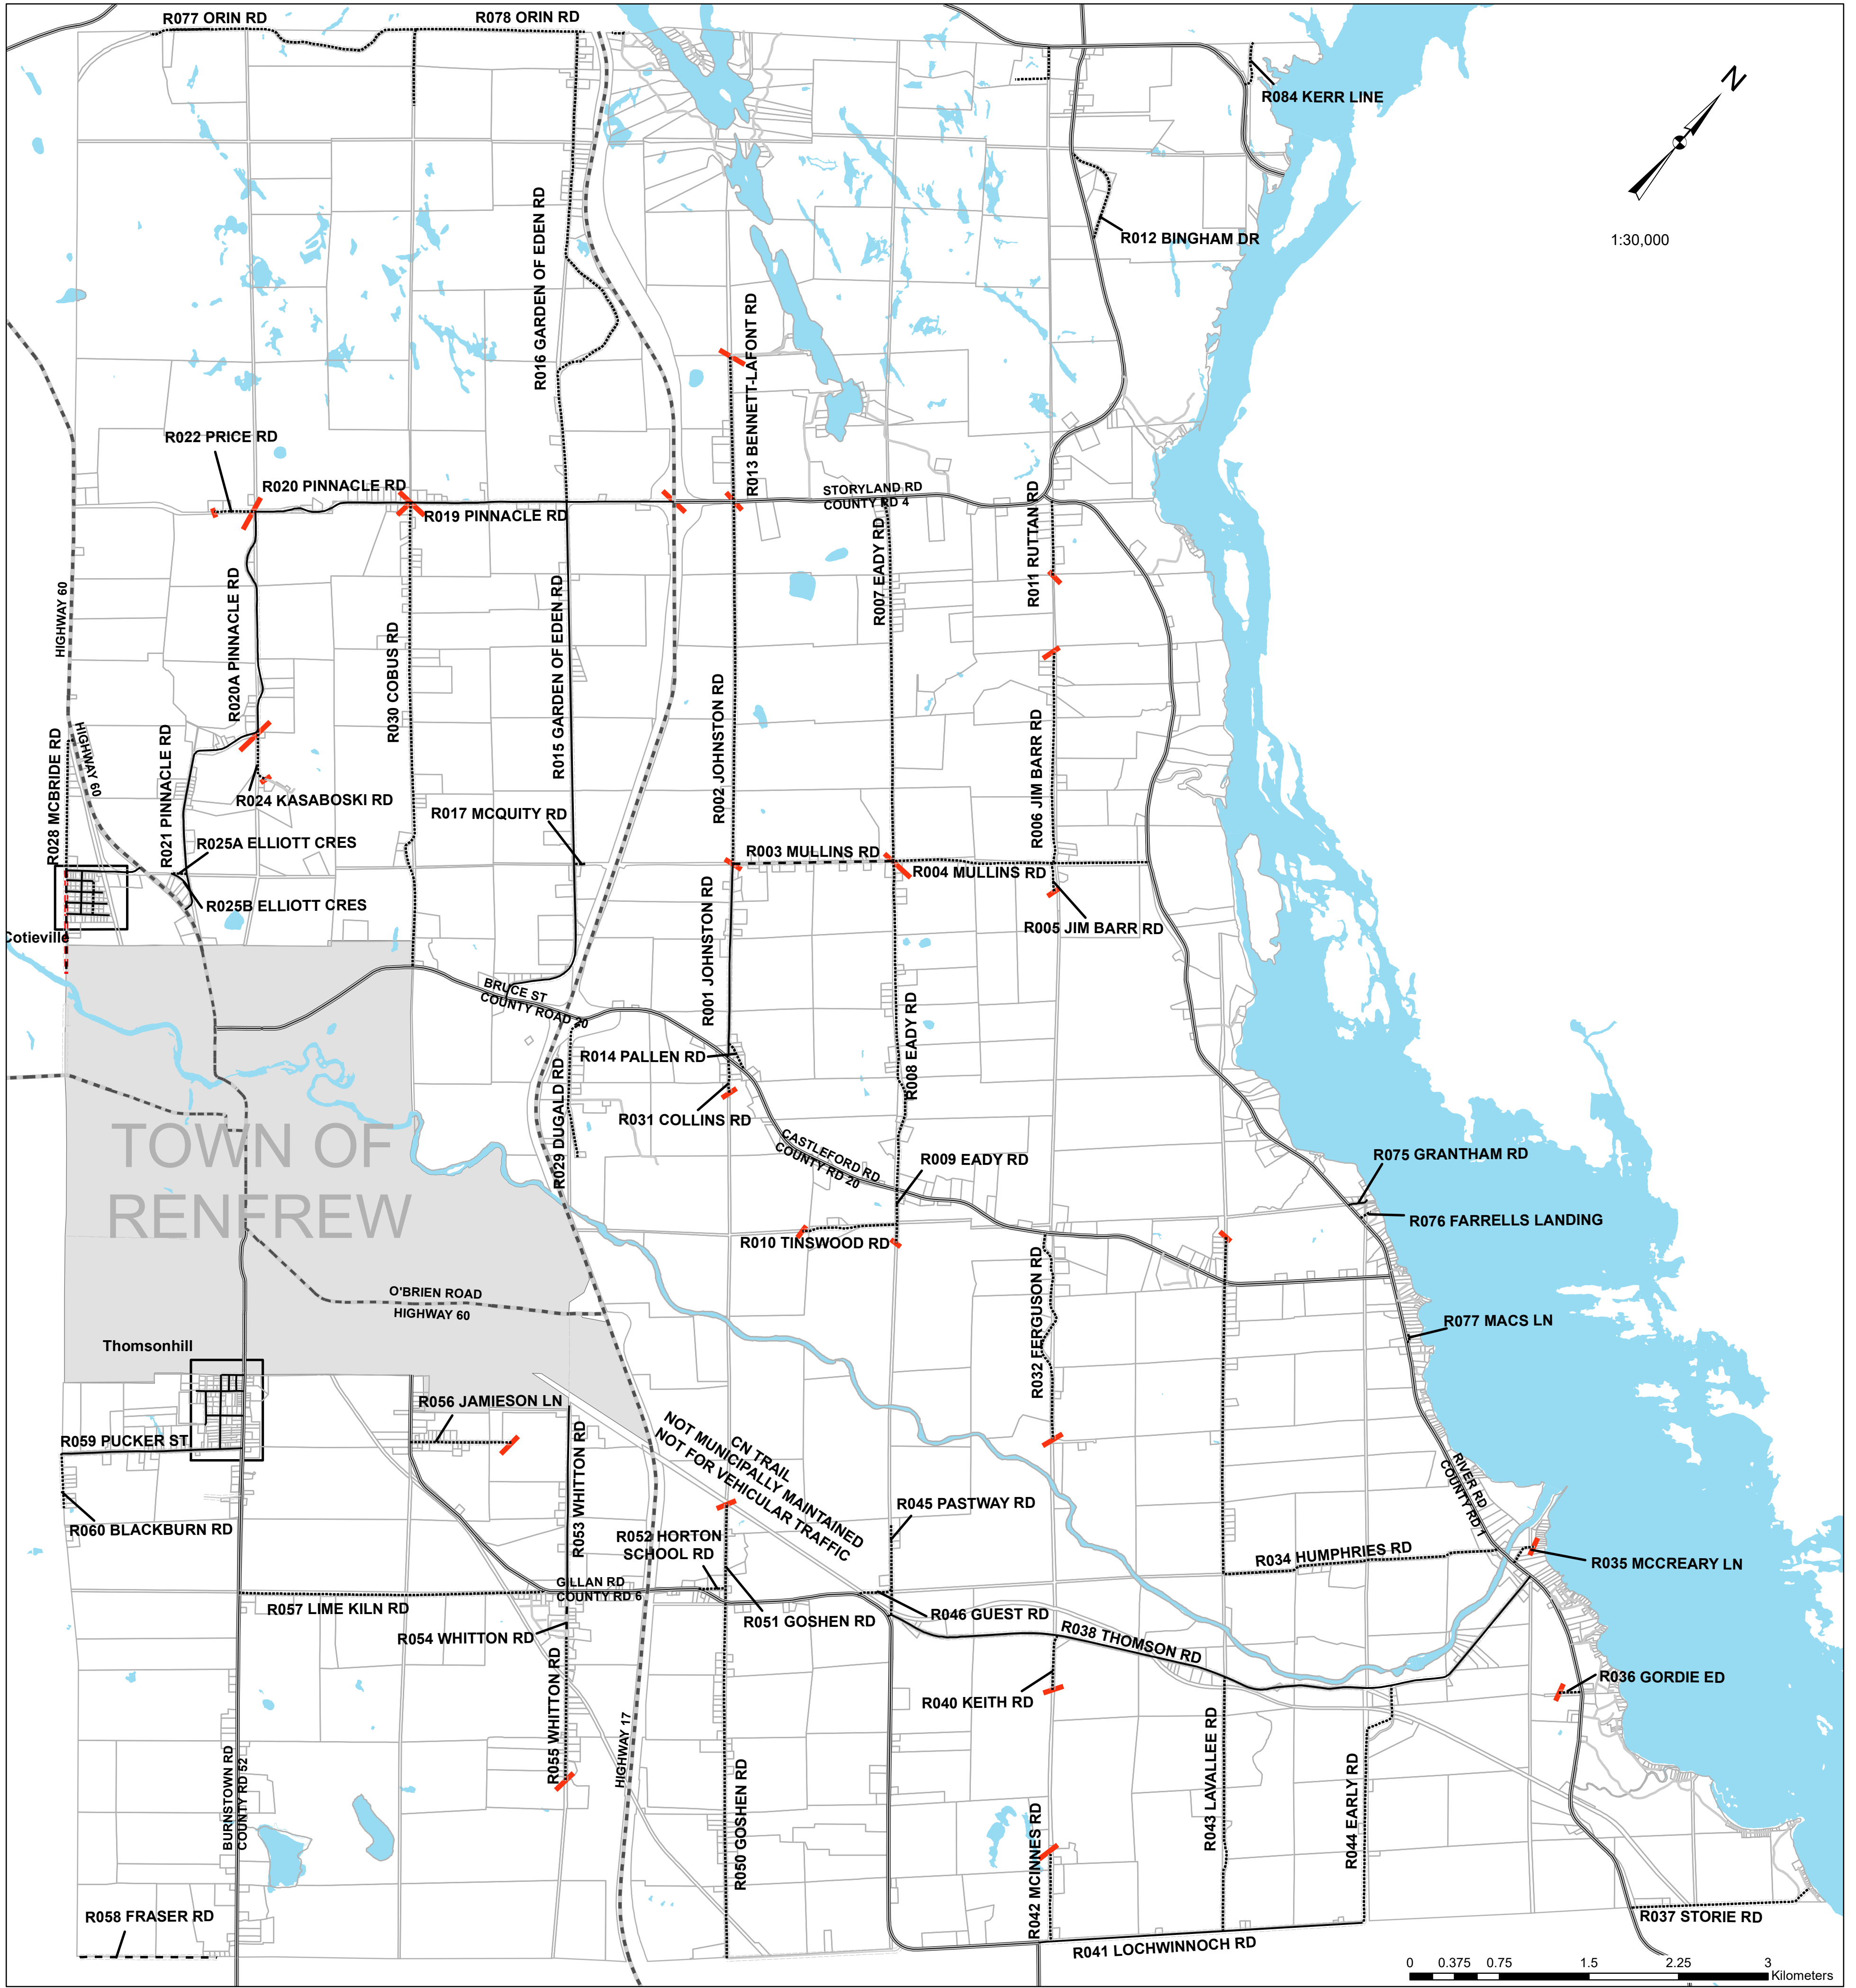 R077 ORIN RD
R078 ORIN RD
N
R084 KERR LINE
1:30,000
R012 BINGHAM DR
R016 GARDEN OF EDEN RD
R013 BENNETT-LAFONT RD
R022 PRICE RD
R020 PINNACLE RD
R019 PINNACLE RD
STORYLAND RD
COUNTY RD 4
R011 RUTTAN RD
R007 EADY RD
HIGHWAY 60
R020A PINNACLE RD
R030 COBUS RD
R015 GARDEN OF EDEN RD
R002 JOHNSTON RD
R006 JIM BARR RD
R028 MCBRIDE RD
HIGHWAY 60
R021 PINNACLE RD
R024 KASABOSKI RD
R017 MCQUITY RD
R025A ELLIOTT CRES
R003 MULLINS RD
R004 MULLINS RD
R025B ELLIOTT CRES
R005 JIM BARR RD
Cotieville
R001 JOHNSTON RD
BRUCE ST
COUNTY ROAD 20
R008 EADY RD
R014 PALLEN RD
R029 DUGALD RD
R031 COLLINS RD
TOWN OF
RENFREW
CASTLEFORD RD
COUNTY RD 20
R009 EADY RD
R075 GRANTHAM RD
R076 FARRELLS LANDING
R010 TINSWOOD RD
R032 FERGUSON RD
O'BRIEN ROAD
HIGHWAY 60
R077 MACS LN
Thomsonhill
R056 JAMIESON LN
R059 PUCKER ST
CN TRAIL
NOT MUNICIPALLY MAINTAINED
NOT FOR VEHICULAR TRAFFIC
R053 WHITTON RD
RIVER RD
COUNTY RD 1
R045 PASTWAY RD
R060 BLACKBURN RD
R052 HORTON
SCHOOL RD
R034 HUMPHRIES RD
R035 MCCREARY LN
GILLAN RD
COUNTY RD 6
R057 LIME KILN RD
R051 GOSHEN RD
R046 GUEST RD
R054 WHITTON RD
R038 THOMSON RD
R036 GORDIE ED
R040 KEITH RD
R055 WHITTON RD
HIGHWAY 17
BURNSTOWN RD
COUNTY RD 52
R050 GOSHEN RD
R042 MCINNES RD
R043 LAVALLEE RD
R044 EARLY RD
R058 FRASER RD
R037 STORIE RD
R041 LOCHWINNOCH RD
0 0.375 0.75 1.5 2.25 3
Kilometers